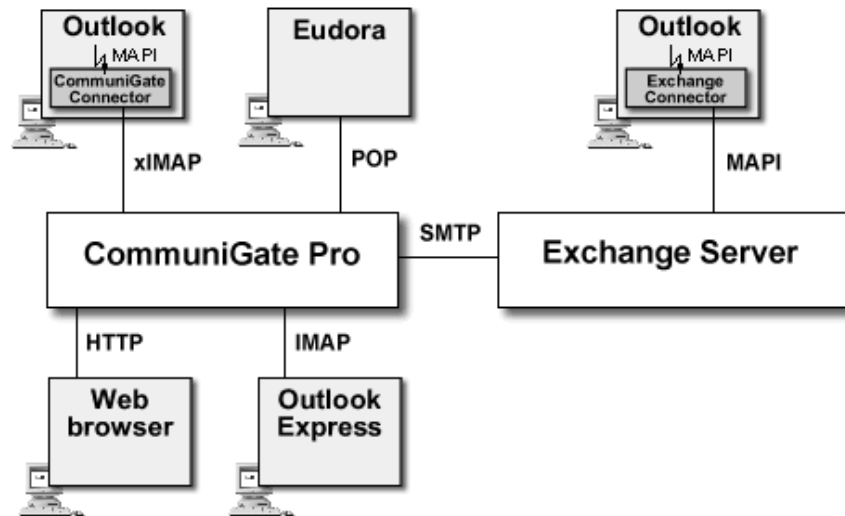 Outlook
MAPI
CommuniGate
Connector
Eudora
Outlook
MAPI
Exchange
Connector
xIMAP
POP
MAPI
CommuniGate Pro
SMTP
Exchange Server
HTTP
IMAP
Web
browser
Outlook
Express